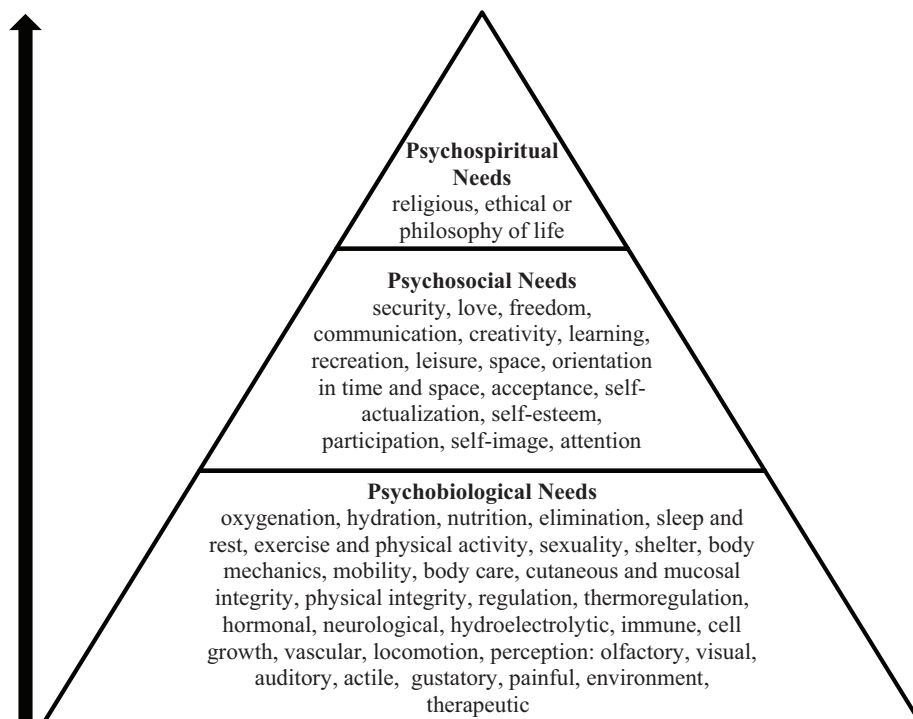 Psychospiritual
Needs
religious, ethical or
philosophy of life
Psychosocial Needs
security, love, freedom,
communication, creativity, learning,
recreation, leisure, space, orientation
in time and space, acceptance, self-
actualization, self-esteem,
participation, self-image, attention
Psychobiological Needs
oxygenation, hydration, nutrition, elimination, sleep and
rest, exercise and physical activity, sexuality, shelter, body
mechanics, mobility, body care, cutaneous and mucosal
integrity, physical integrity, regulation, thermoregulation,
hormonal, neurological, hydroelectrolytic, immune, cell
growth, vascular, locomotion, perception: olfactory, visual,
auditory, actile, gustatory, painful, environment,
therapeutic